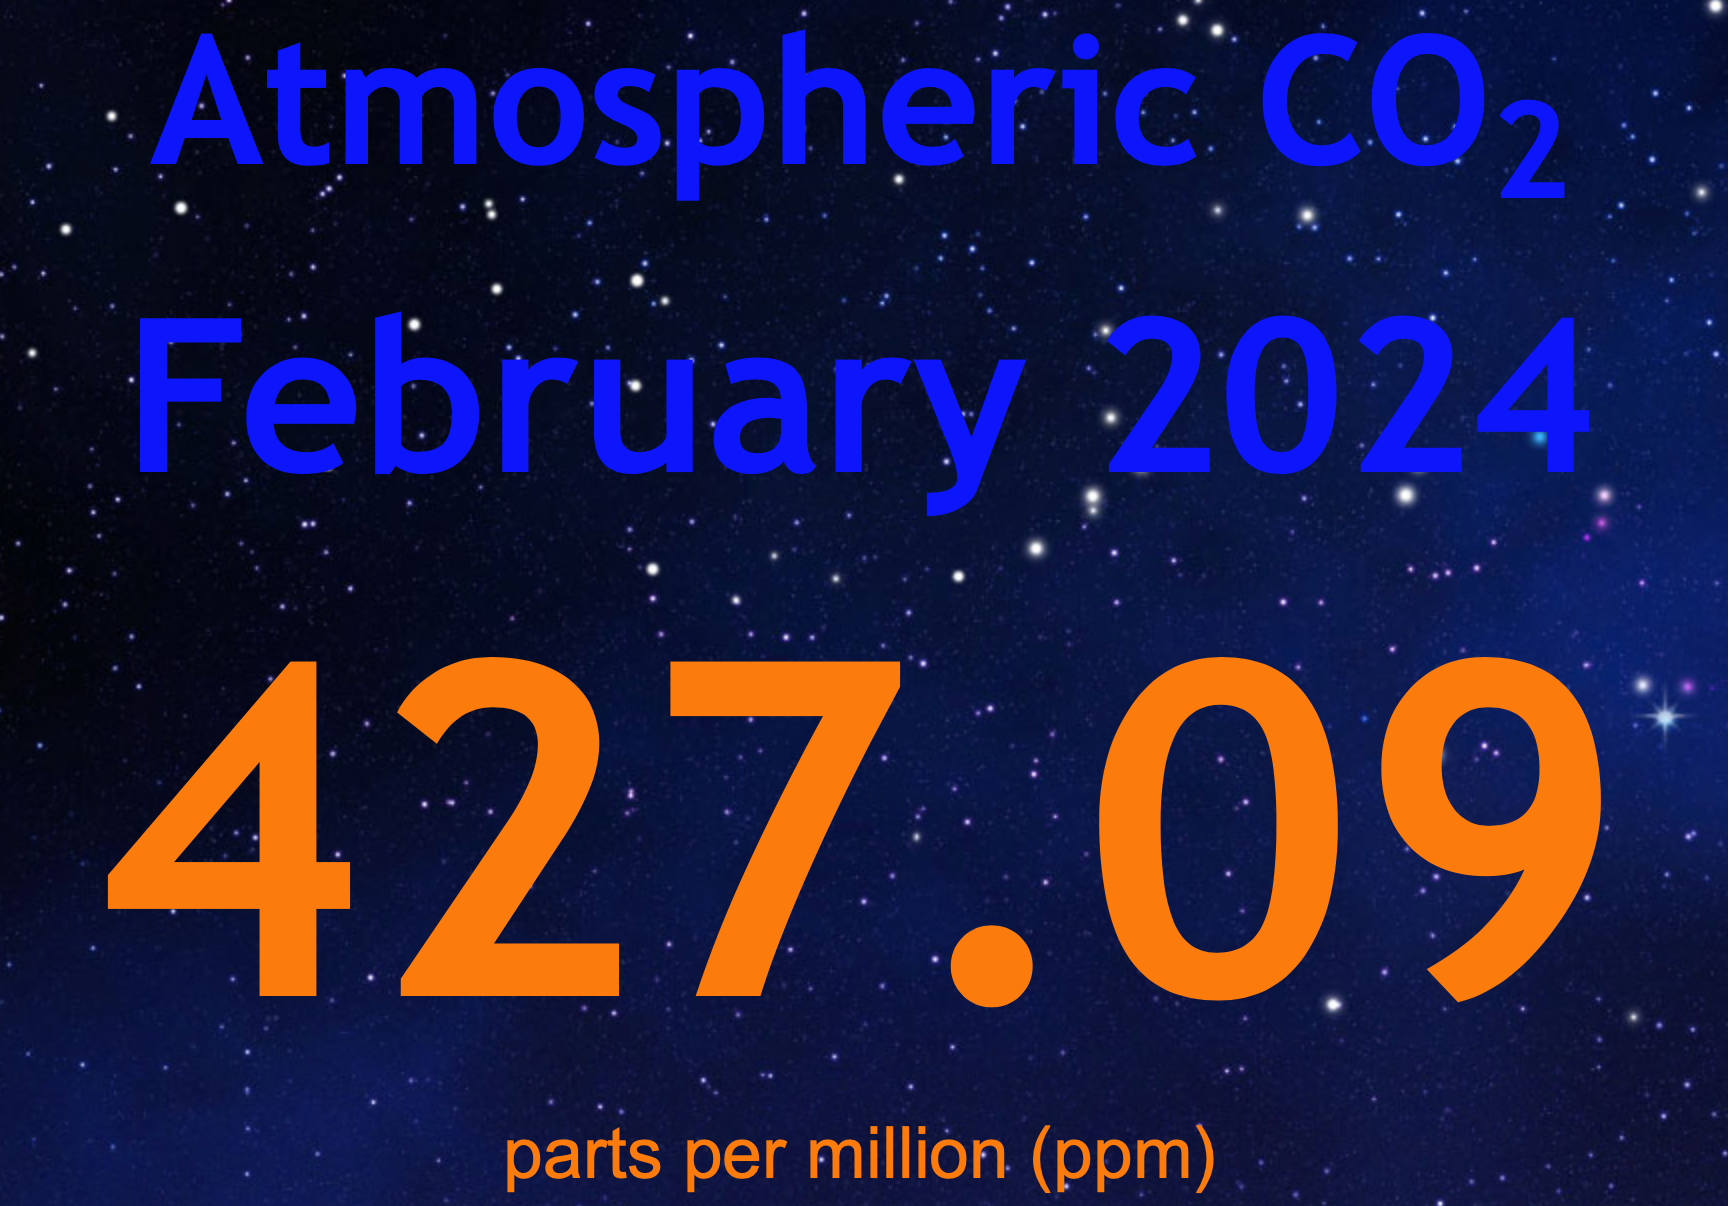 Atmospheric CO₂
February 2024
427.09
parts per million (ppm)